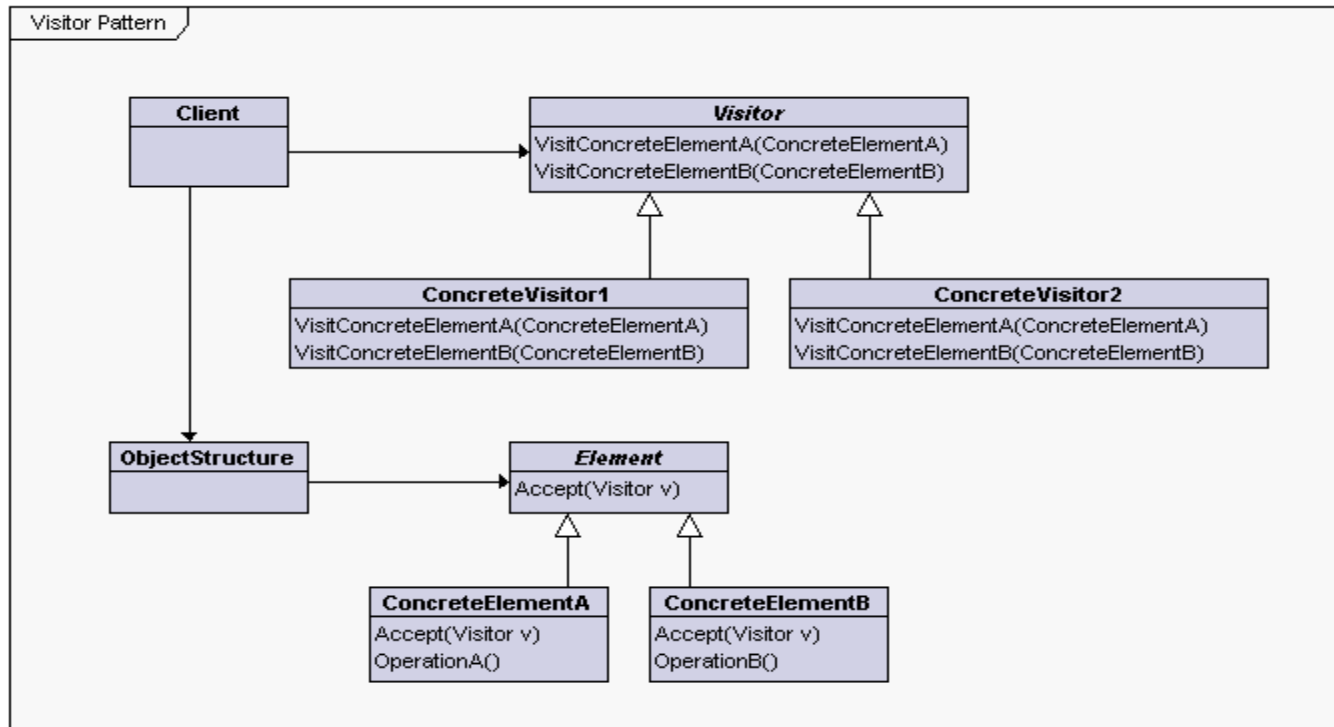 Visitor Pattern
Client
Visitor
VisitConcreteElementA(ConcreteElementA)
VisitConcreteElementB(ConcreteElementB)
ConcreteVisitor1
VisitConcreteElementA(ConcreteElementA)
VisitConcreteElementB(ConcreteElementB)
ConcreteVisitor2
VisitConcreteElementA(ConcreteElementA)
VisitConcreteElementB(ConcreteElementB)
ObjectStructure
Element
Accept(Visitor v)
ConcreteElementA
Accept(Visitor v)
OperationA()
ConcreteElementB
Accept(Visitor v)
OperationB()